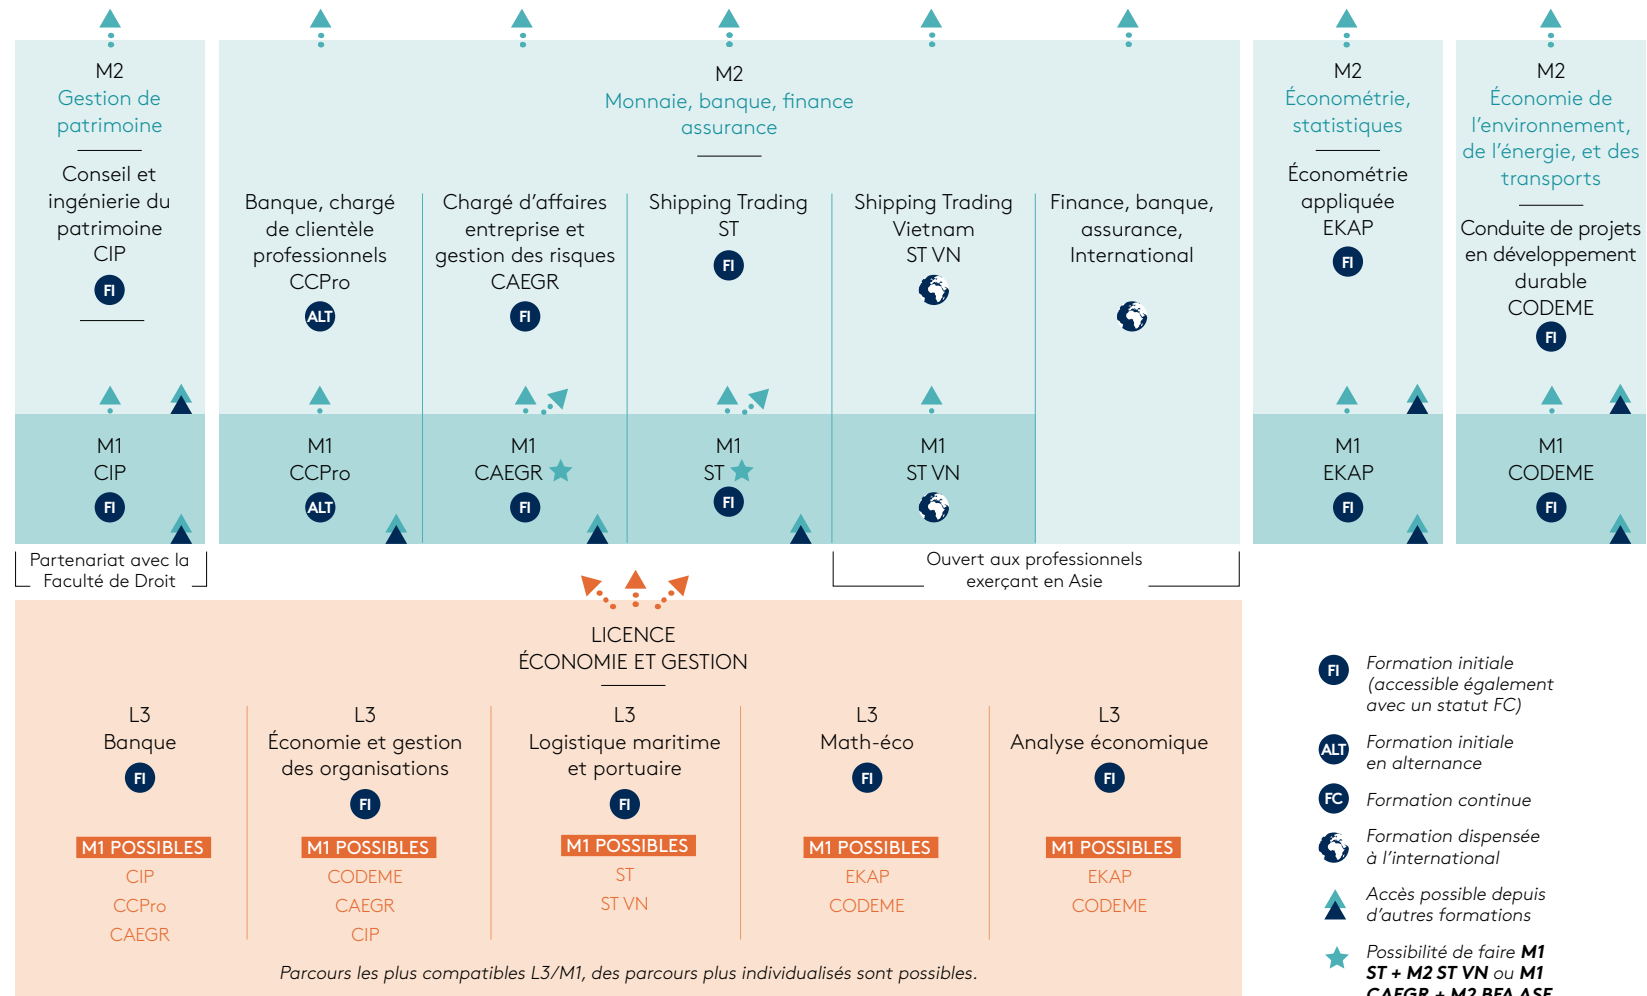 M2
Gestion de
patrimoine
Conseil et
ingénierie du
patrimoine
CIP
FI
M2
Monnaie, banque, finance
assurance
Banque, chargé
de clientèle
professionnels
CCPro
ALT
Chargé d'affaires
entreprise et
gestion des risques
CAEGR
FI
Shipping Trading
ST
FI
Shipping Trading
Vietnam
ST VN
Finance, banque,
assurance,
International
M2
Économétrie,
statistiques
Économétrie
appliquée
EKAP
FI
M2
Économie de
l'environnement,
de l'énergie, et des
transports
Conduite de projets
en développement
durable
CODEME
FI
M1
CIP
FI
M1
CCPro
ALT
M1
CAEGR
FI
M1
ST
FI
M1
ST VN
M1
EKAP
FI
M1
CODEME
FI
Partenariat avec la
Faculté de Droit
Ouvert aux professionnels
exerçant en Asie
LICENCE
ÉCONOMIE ET GESTION
L3
Banque
FI
M1 POSSIBLES
CIP
CCPro
CAEGR
L3
Économie et gestion
des organisations
FI
M1 POSSIBLES
CODEME
CAEGR
CIP
L3
Logistique maritime
et portuaire
FI
M1 POSSIBLES
ST
ST VN
L3
Math-éco
FI
M1 POSSIBLES
EKAP
CODEME
L3
Analyse économique
FI
M1 POSSIBLES
EKAP
CODEME
Parcours les plus compatibles L3/M1, des parcours plus individualisés sont possibles.
FI Formation initiale
(accessible également
avec un statut FC)
ALT Formation initiale
en alternance
FC Formation continue
Formation dispensée
à l'international
Accès possible depuis
d'autres formations
Possibilité de faire M1
ST + M2 ST VN ou M1
CAEGR + M2 BFA ASE